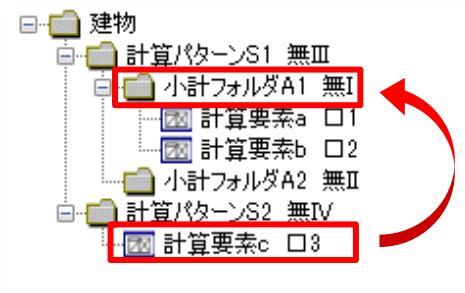 建物
計算パターンS1 無Ⅲ
小計フォルダA1 無Ⅰ
計算要素a 口1
計算要素b 口2
小計フォルダA2 無Ⅱ
計算パターンS2 無Ⅳ
計算要素c 口3